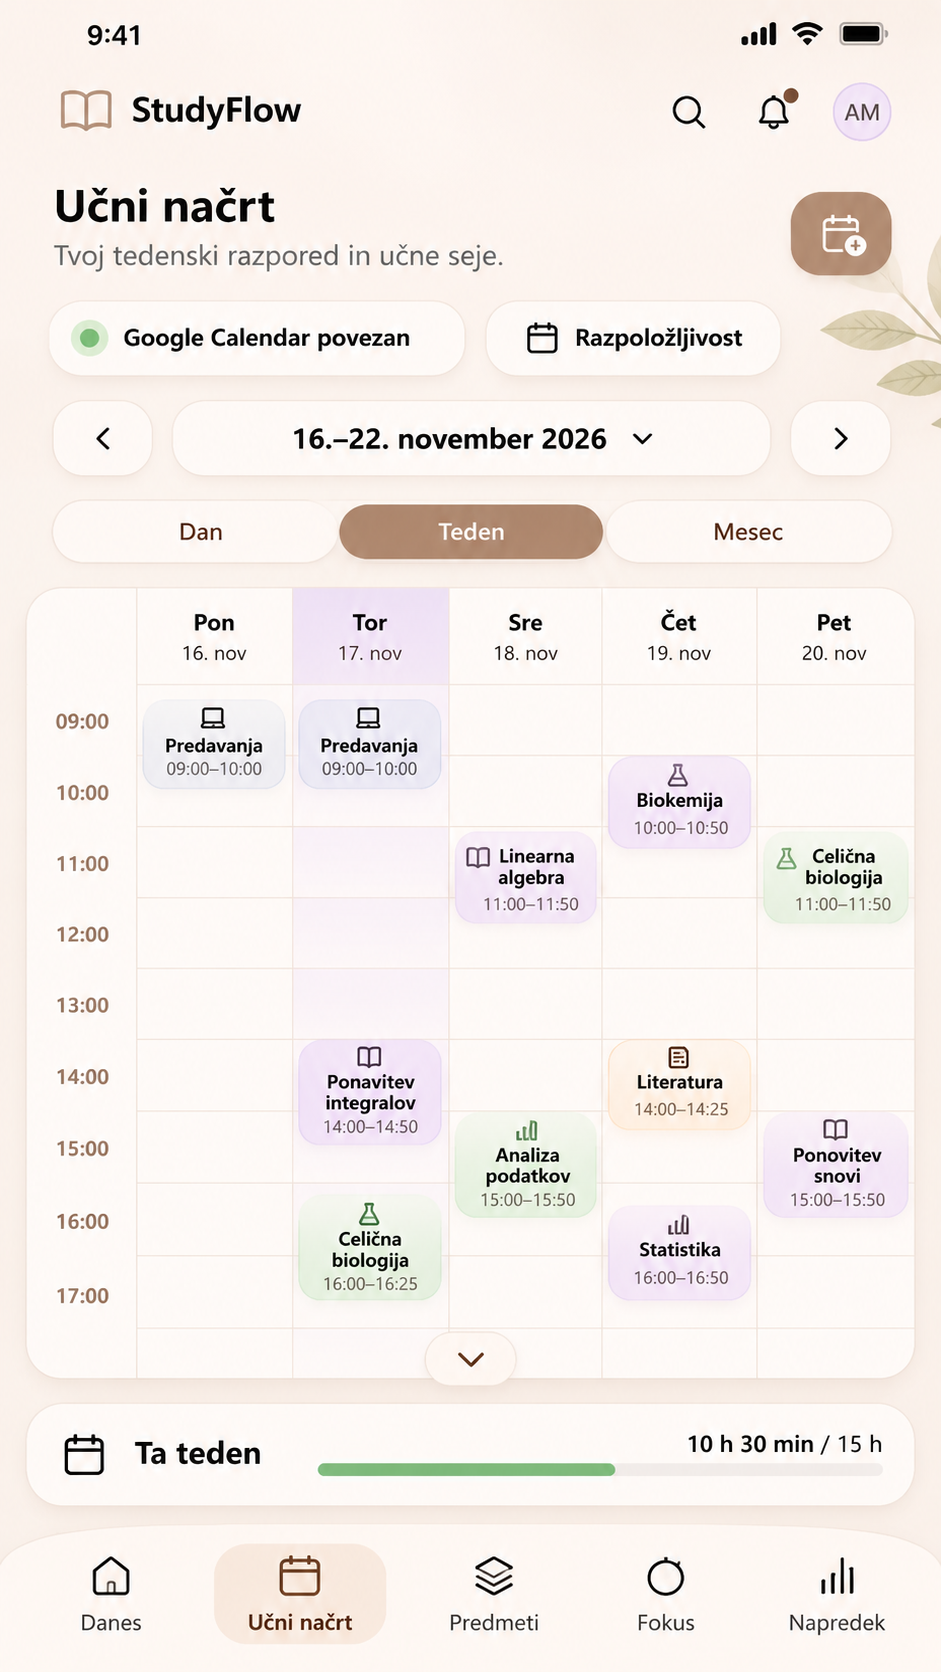 9:41
StudyFlow
AM
Učni načrt
Tvoj tedenski razpored in učne seje.
Google Calendar povezan
Razpoložljivost
16.–22. november 2026
Dan
Teden
Mesec
Pon
16. nov
Tor
17. nov
Sre
18. nov
Čet
19. nov
Pet
20. nov
09:00
Predavanja
09:00–10:00
Predavanja
09:00–10:00
10:00
Biokemija
10:00–10:50
11:00
Linearna
algebra
11:00–11:50
Celična
biologija
11:00–11:50
12:00
13:00
14:00
Ponavitev
integralov
14:00–14:50
Literatura
14:00–14:25
15:00
Analiza
podatkov
15:00–15:50
Ponovitev
snovi
15:00–15:50
16:00
Celična
biologija
16:00–16:25
Statistika
16:00–16:50
17:00
Ta teden
10 h 30 min / 15 h
Danes
Učni načrt
Predmeti
Fokus
Napredek